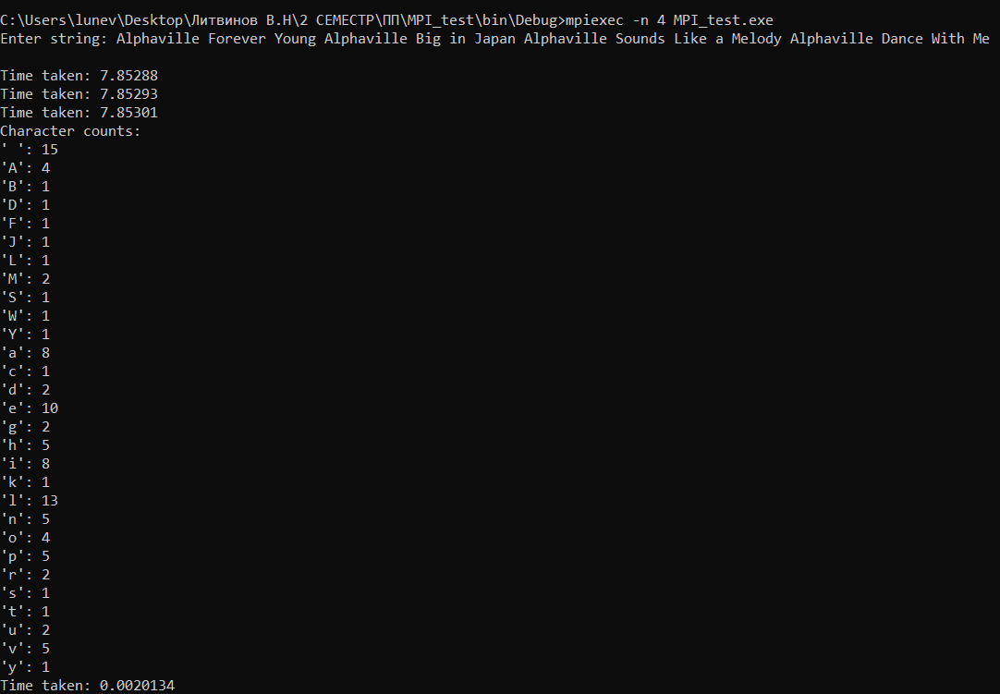 C:\Users\lunev\Desktop\Литвинов В.Н\2 СЕМЕСТР\ПП\MPI_test\bin\Debug>mpiexec -n 4 MPI_test.exe
Enter string: Alphaville Forever Young Alphaville Big in Japan Alphaville Sounds Like a Melody Alphaville Dance With Me
Time taken: 7.85288
Time taken: 7.85293
Time taken: 7.85301
Character counts:
' ': 15
'A': 4
'B': 1
'D': 1
'F': 1
'J': 1
'L': 1
'M': 2
'S': 1
'W': 1
'Y': 1
'a': 8
'c': 1
'd': 2
'e': 10
'g': 2
'h': 5
'i': 8
'k': 1
'l': 13
'n': 5
'o': 4
'p': 5
'r': 2
's': 1
't': 1
'u': 2
'v': 5
'y': 1
Time taken: 0.0020134